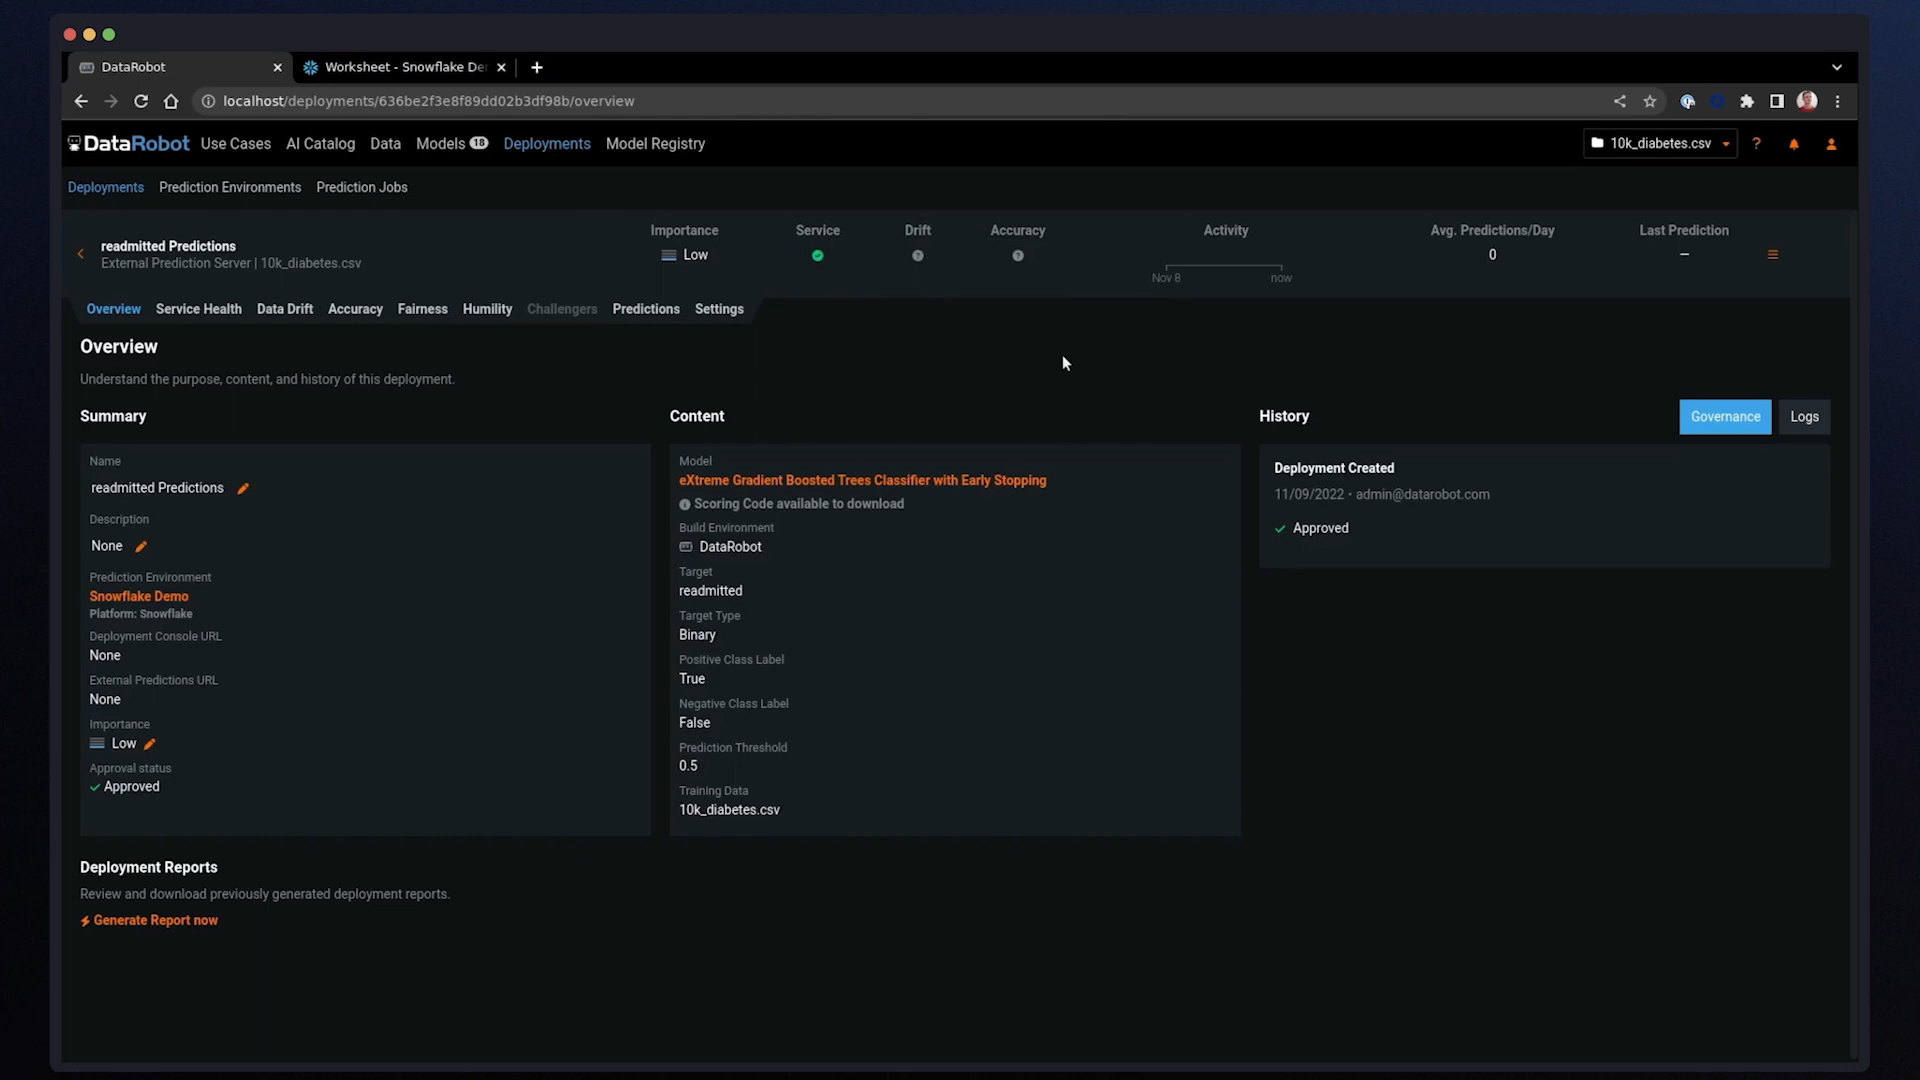 DataRobot
Worksheet - Snowflake De
localhost/deployments/636be2f3e8f89dd02b3df98b/overview
DataRobot Use Cases AI Catalog Data Models 18 Deployments Model Registry 10k_diabetes.csv ?
Deployments Prediction Environments Prediction Jobs
Importance Service Drift Accuracy Activity Avg. Predictions/Day Last Prediction
readmitted Predictions
Low 0 —
External Prediction Server | 10k_diabetes.csv
Nov 8 now
Overview Service Health Data Drift Accuracy Fairness Humility Challengers Predictions Settings
Overview
Understand the purpose, content, and history of this deployment.
Summary
Name
readmitted Predictions
Description
None
Prediction Environment
Snowflake Demo
Platform: Snowflake
Deployment Console URL
None
External Predictions URL
None
Importance
Low
Approval status
Approved
Content
Model
eXtreme Gradient Boosted Trees Classifier with Early Stopping
Scoring Code available to download
Build Environment
DataRobot
Target
readmitted
Target Type
Binary
Positive Class Label
True
Negative Class Label
False
Prediction Threshold
0.5
Training Data
10k_diabetes.csv
History
Governance Logs
Deployment Created
11/09/2022 • admin@datarobot.com
Approved
Deployment Reports
Review and download previously generated deployment reports.
Generate Report now